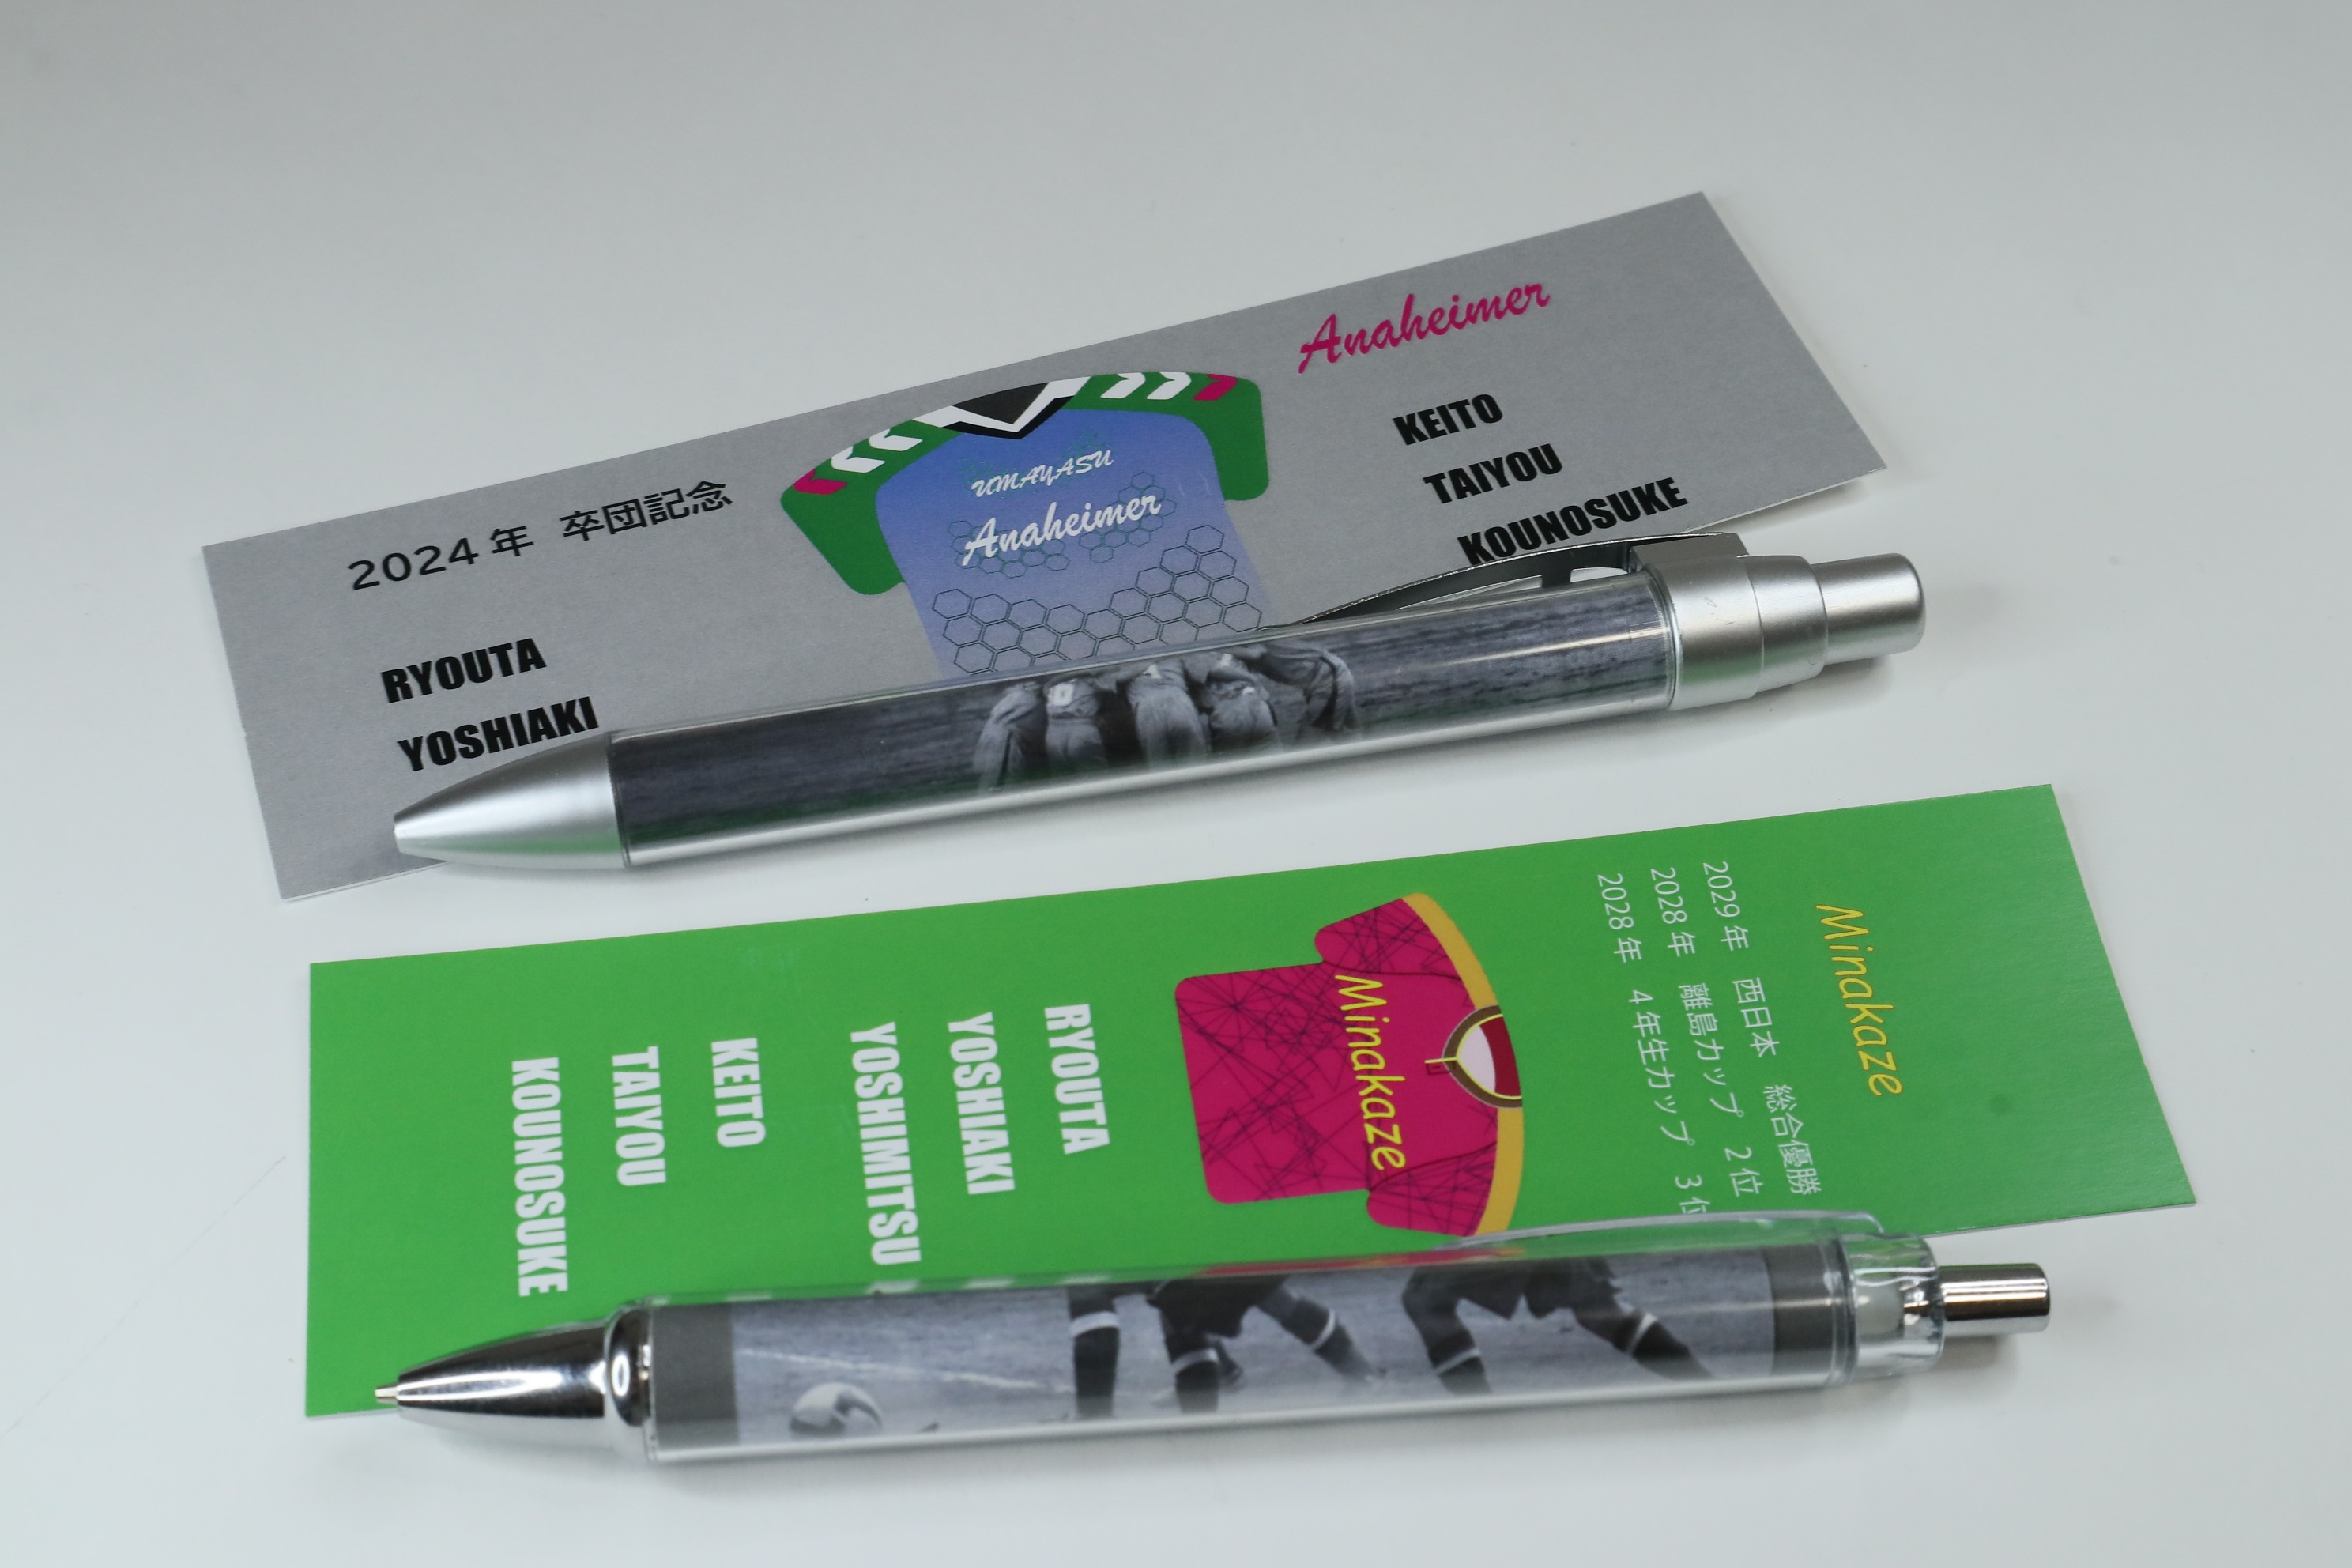 2024年 卒団記念
RYOUTA
YOSHIAKI
UMAYASU
Anaheimer
Anaheimer
KEITO
TAIYOU
KOUNOSUKE
Minakaze
2029年 西日本 総合優勝
2028年 離島カップ 2位
2028年 4年生カップ 3位
Minakaze
RYOUTA
YOSHIAKI
YOSHIMITSU
KEITO
TAIYOU
KOUNOSUKE